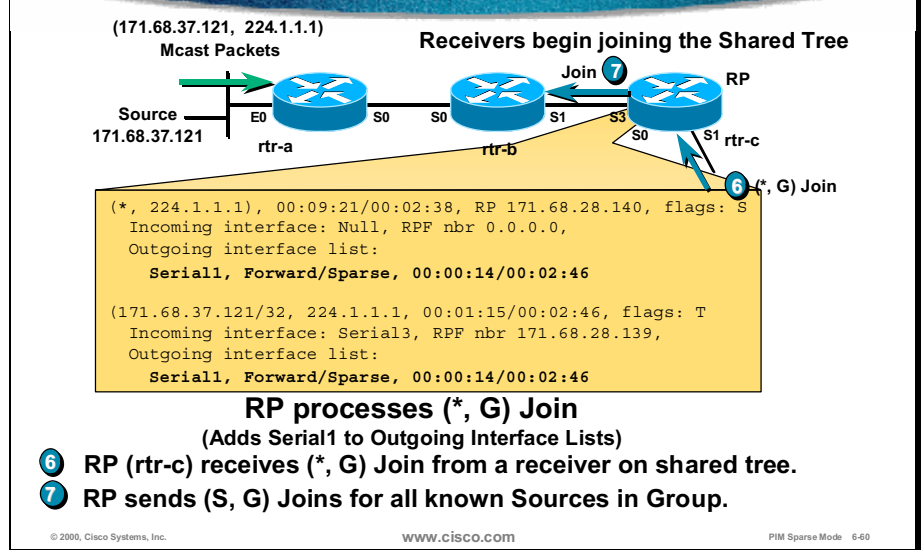 (171.68.37.121, 224.1.1.1)
Mcast Packets
Receivers begin joining the Shared Tree
Join 7
RP
Source
171.68.37.121
E0
S0
S0
S1
S3
S0
S1
rtr-a
rtr-b
rtr-c
6 (*, G) Join
(*, 224.1.1.1), 00:09:21/00:02:38, RP 171.68.28.140, flags: S
Incoming interface: Null, RPF nbr 0.0.0.0,
Outgoing interface list:
Serial1, Forward/Sparse, 00:00:14/00:02:46
(171.68.37.121/32, 224.1.1.1, 00:01:15/00:02:46, flags: T
Incoming interface: Serial3, RPF nbr 171.68.28.139,
Outgoing interface list:
Serial1, Forward/Sparse, 00:00:14/00:02:46
RP processes (*, G) Join
(Adds Serial1 to Outgoing Interface Lists)
6 RP (rtr-c) receives (*, G) Join from a receiver on shared tree.
7 RP sends (S, G) Joins for all known Sources in Group.
© 2000, Cisco Systems, Inc.
www.cisco.com
PIM Sparse Mode 6-60